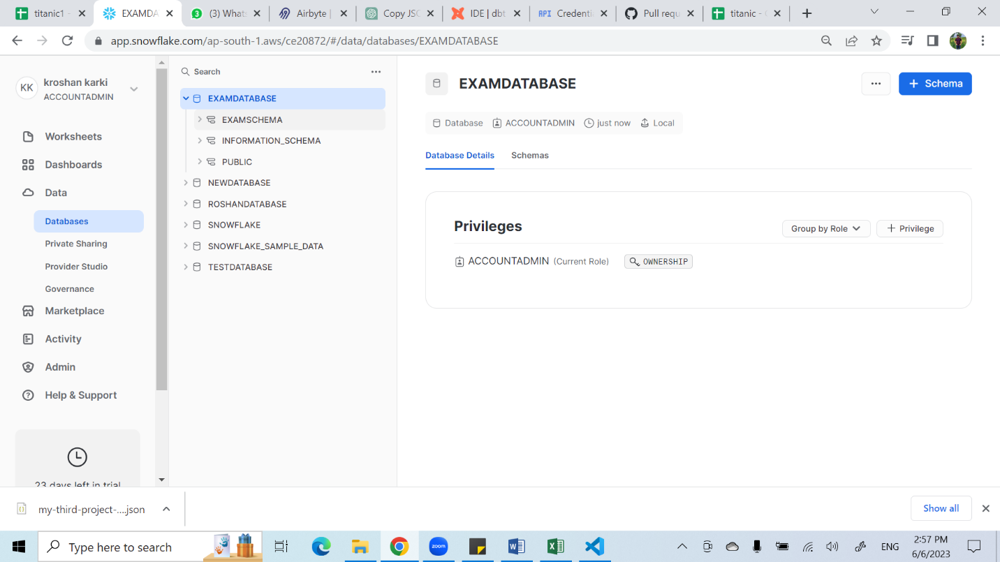 titanic1 -
EXAMDA
(3) Whats
Airbyte |
Copy JSO
IDE | dbt
API
Credenti
Pull requ
titanic - G
app.snowflake.com/ap-south-1.aws/ce20872/#/data/databases/EXAMDATABASE
KK
kroshan karki
ACCOUNTADMIN
Worksheets
Dashboards
Data
Databases
Private Sharing
Provider Studio
Governance
Marketplace
Activity
Admin
Help & Support
23 days left in trial
Search
EXAMDATABASE
EXAMSCHEMA
INFORMATION_SCHEMA
PUBLIC
NEWDATABASE
ROSHANDATABASE
SNOWFLAKE
SNOWFLAKE_SAMPLE_DATA
TESTDATABASE
EXAMDATABASE
+ Schema
Database ACCOUNTADMIN just now Local
Database Details Schemas
Privileges
Group by Role
+ Privilege
ACCOUNTADMIN (Current Role) OWNERSHIP
my-third-project-....json
Show all
Type here to search
zoom
ENG
2:57 PM
6/6/2023